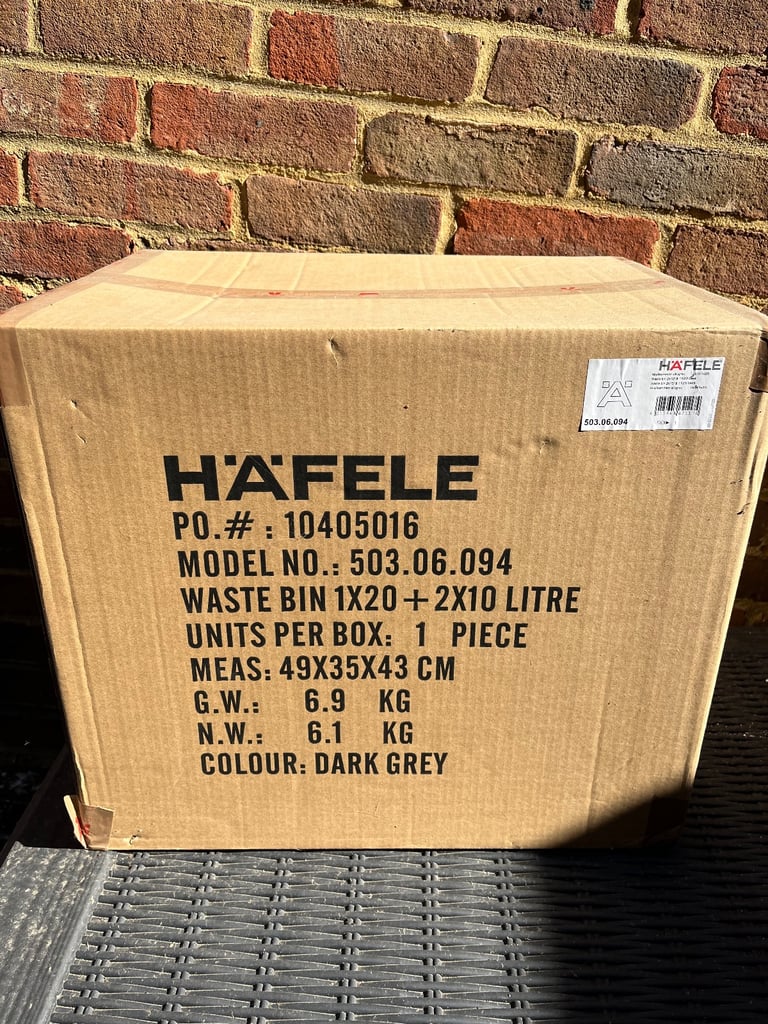 HÄFELE
503.06.094
HÄFELE
PO.# : 10405016
MODEL NO.: 503.06.094
WASTE BIN 1X20+2X10 LITRE
UNITS PER BOX: 1 PIECE
MEAS: 49X35X43 CM
G.W.: 6.9 KG
N.W.: 6.1 KG
COLOUR: DARK GREY